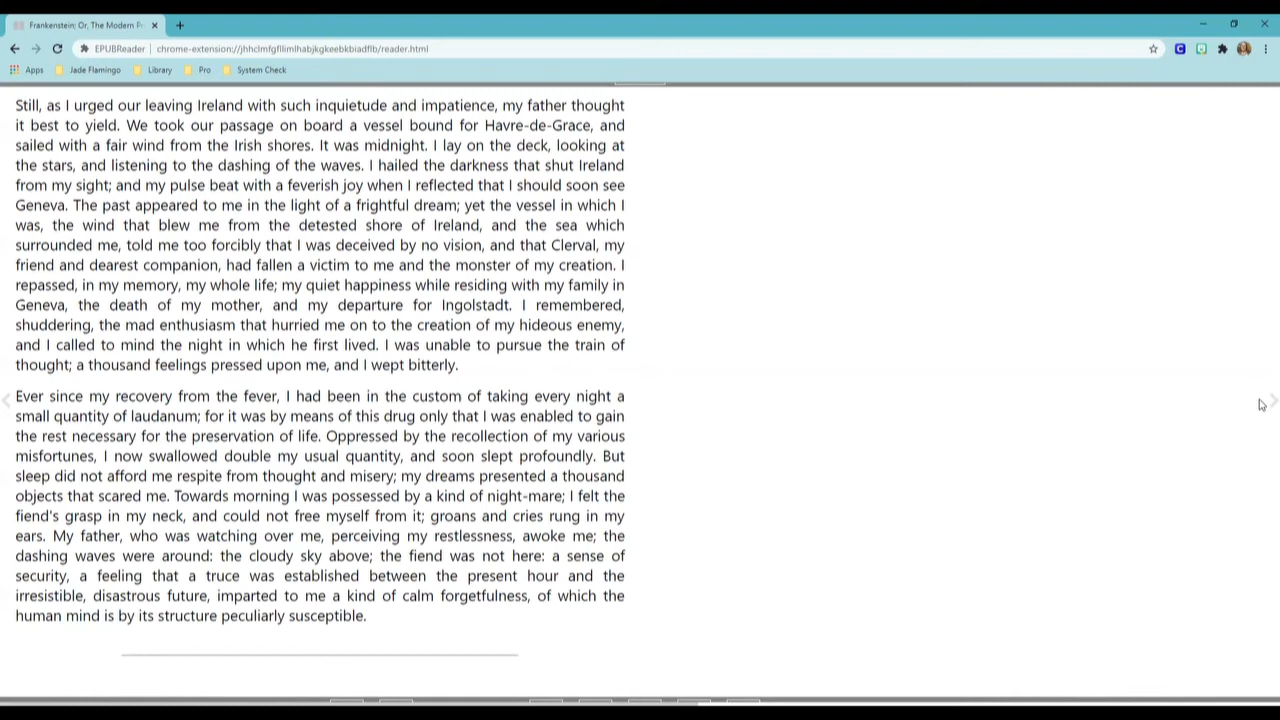 Frankenstein; Or, The Modern P
EPUBReader
chrome-extension://jhhclmfgfllimlhabjkgkeebkbiadflb/reader.html
Apps
Jade Flamingo
Library
Pro
System Check
Still, as I urged our leaving Ireland with such inquietude and impatience, my father thought
it best to yield. We took our passage on board a vessel bound for Havre-de-Grace, and
sailed with a fair wind from the Irish shores. It was midnight. I lay on the deck, looking at
the stars, and listening to the dashing of the waves. I hailed the darkness that shut Ireland
from my sight; and my pulse beat with a feverish joy when I reflected that I should soon see
Geneva. The past appeared to me in the light of a frightful dream; yet the vessel in which I
was, the wind that blew me from the detested shore of Ireland, and the sea which
surrounded me, told me too forcibly that I was deceived by no vision, and that Clerval, my
friend and dearest companion, had fallen a victim to me and the monster of my creation. I
repassed, in my memory, my whole life; my quiet happiness while residing with my family in
Geneva, the death of my mother, and my departure for Ingolstadt. I remembered,
shuddering, the mad enthusiasm that hurried me on to the creation of my hideous enemy,
and I called to mind the night in which he first lived. I was unable to pursue the train of
thought; a thousand feelings pressed upon me, and I wept bitterly.
Ever since my recovery from the fever, I had been in the custom of taking every night a
small quantity of laudanum; for it was by means of this drug only that I was enabled to gain
the rest necessary for the preservation of life. Oppressed by the recollection of my various
misfortunes, I now swallowed double my usual quantity, and soon slept profoundly. But
sleep did not afford me respite from thought and misery; my dreams presented a thousand
objects that scared me. Towards morning I was possessed by a kind of night-mare; I felt the
fiend's grasp in my neck, and could not free myself from it; groans and cries rung in my
ears. My father, who was watching over me, perceiving my restlessness, awoke me; the
dashing waves were around: the cloudy sky above; the fiend was not here: a sense of
security, a feeling that a truce was established between the present hour and the
irresistible, disastrous future, imparted to me a kind of calm forgetfulness, of which the
human mind is by its structure peculiarly susceptible.